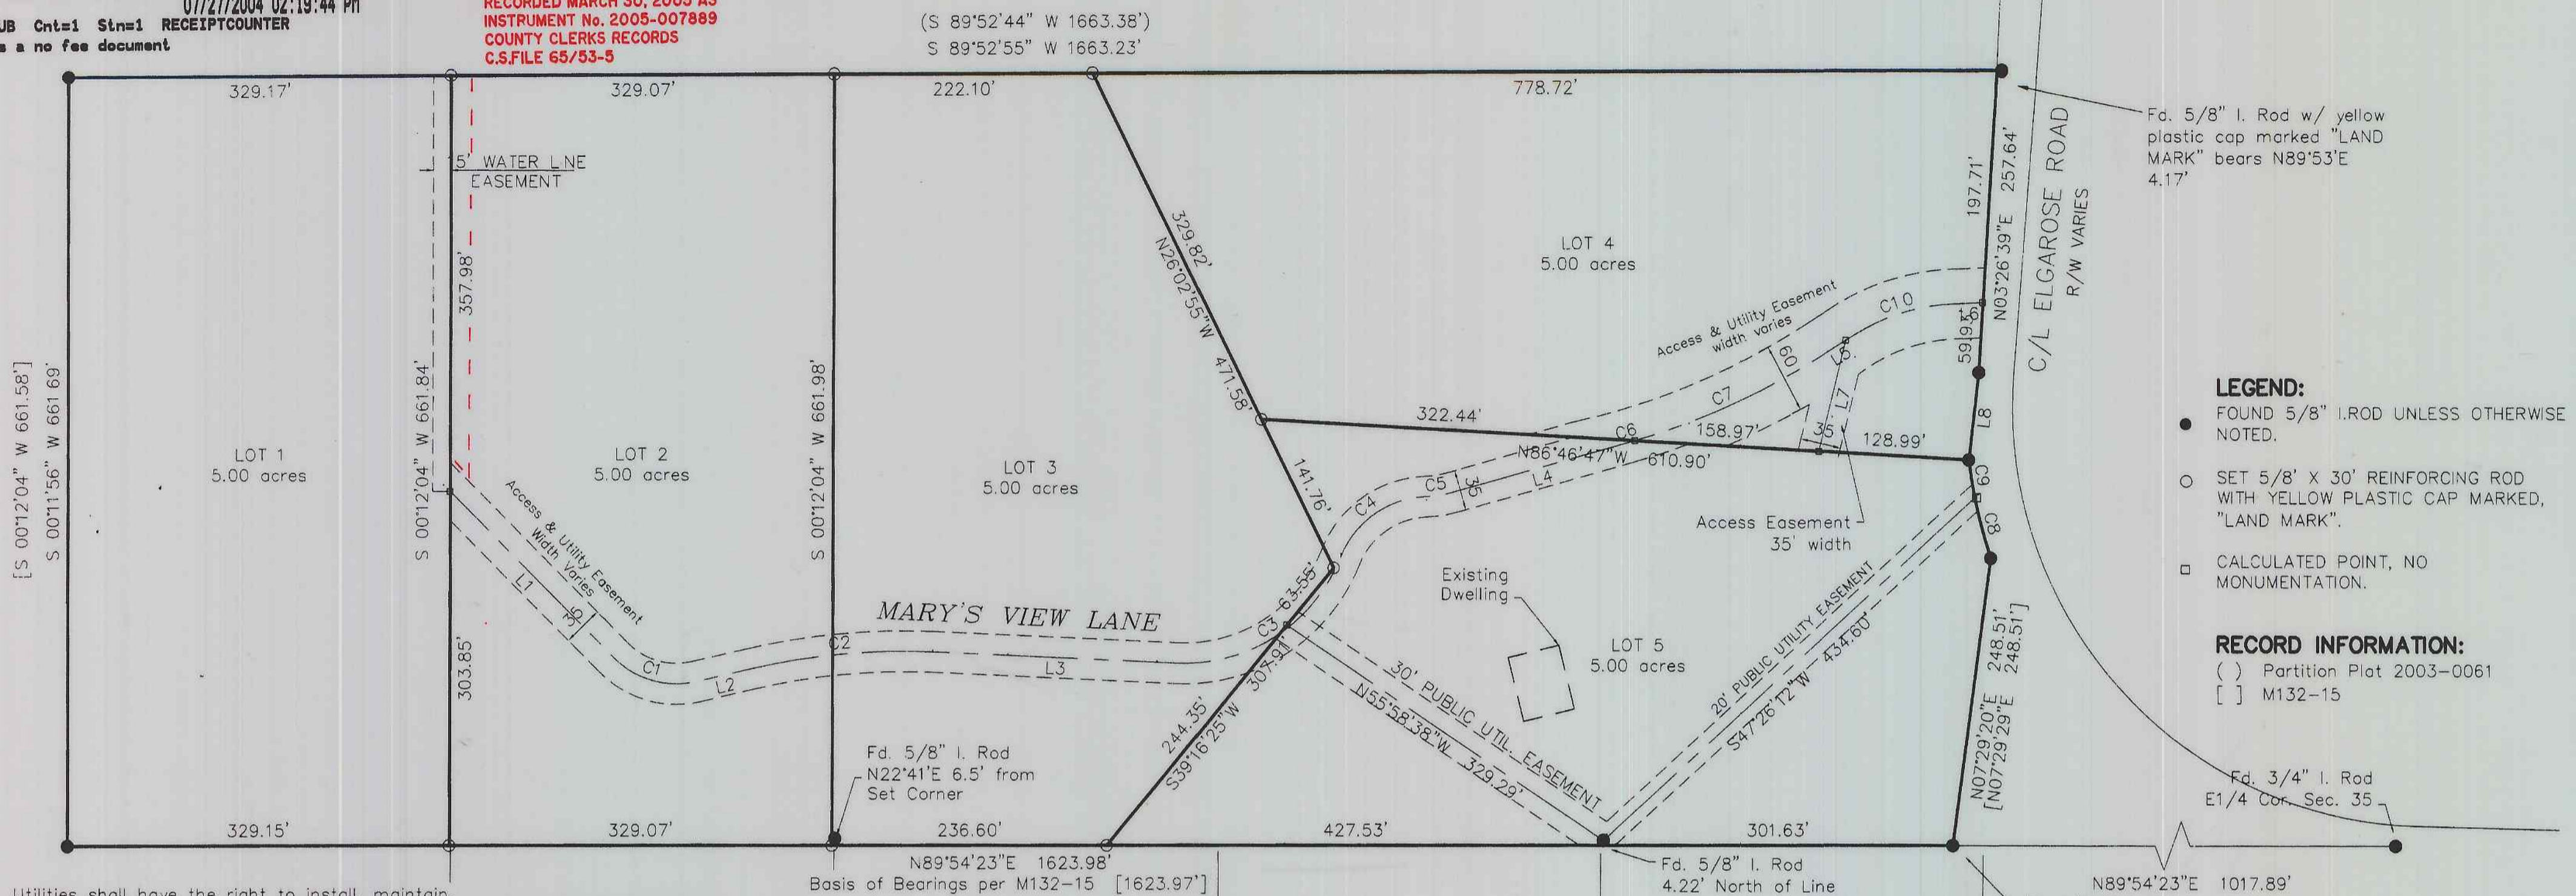 07/27/2004 02:19:44 PM
Cnt=1 Stn=1 RECEIPTCOUNTER
a no fee document
RECORDED MARCH 30, 2005 AS
INSTRUMENT No. 2005-007889
COUNTY CLERKS RECORDS
C.S.FILE 65/53-5
(S 89°52'44" W 1663.38')
S 89°52'55" W 1663.23'
329.17'
329.07'
222.10'
778.72'
Fd. 5/8" I. Rod w/ yellow
plastic cap marked "LAND
MARK" bears N89°53'E
4.17'
15' WATER LINE
EASEMENT
357.98'
329.82'
N26°02'55"W 471.58'
LOT 4
5.00 acres
197.71'
N03°26'39"E 257.64'
C/L ELGAROSE ROAD
R/W VARIES
Access & Utility Easement
width varies
C10
60'
L6
59.93'
C7
L7
L8
[S 00°12'04" W 661.58']
S 00°11'56" W 661.69'
S 00°12'04" W 661.84'
S 00°12'04" W 661.98'
322.44'
C6
158.97'
35'
128.99'
N86°46'47"W 610.90'
LOT 1
5.00 acres
LOT 2
5.00 acres
LOT 3
5.00 acres
141.76'
C5
35'
L4
C4
C9
C8
Access Easement
35' width
LEGEND:
FOUND 5/8" I.ROD UNLESS OTHERWISE
NOTED.
SET 5/8' X 30' REINFORCING ROD
WITH YELLOW PLASTIC CAP MARKED,
"LAND MARK".
CALCULATED POINT, NO
MONUMENTATION.
Access & Utility Easement
Width Varies
L1
35'
MARY'S VIEW LANE
63.55'
C3
Existing
Dwelling
LOT 5
5.00 acres
20' PUBLIC UTILITY EASEMENT
S47°26'12"W 434.60'
248.51'
248.51']
N07°29'20"E
[N07°29'29"E
RECORD INFORMATION:
( ) Partition Plat 2003-0061
[ ] M132-15
303.85'
C1
L2
C2
L3
307.91'
244.35'
S39°16'25"W
30' PUBLIC UTIL. EASEMENT
N55°58'38"W 329.29'
Fd. 5/8" I. Rod
N22°41'E 6.5' from
Set Corner
Fd. 3/4" I. Rod
E1/4 Cor. Sec. 35
329.15'
329.07'
236.60'
427.53'
301.63'
N89°54'23"E 1623.98'
Basis of Bearings per M132-15 [1623.97']
Fd. 5/8" I. Rod
4.22' North of Line
N89°54'23"E 1017.89'
Utilities shall have the right to install, maintain